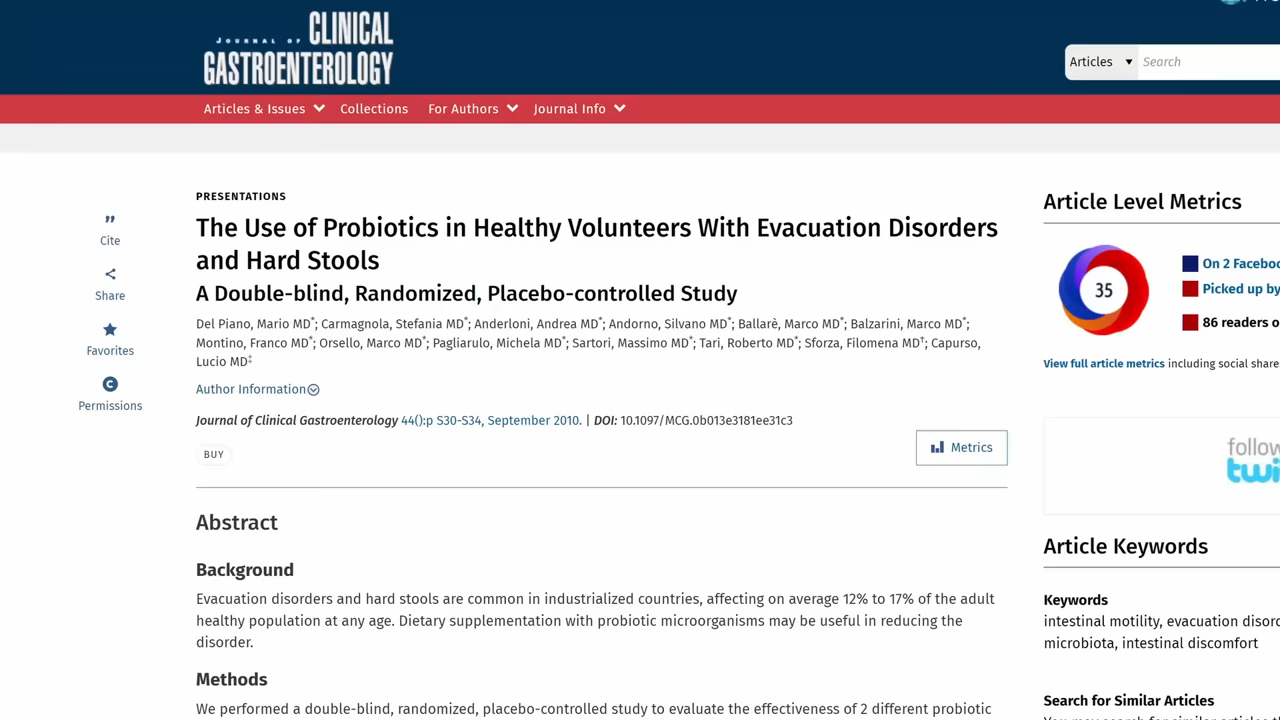 JOURNAL OF CLINICAL
GASTROENTEROLOGY
Articles
Search
Articles & Issues
Collections
For Authors
Journal Info
Cite
Share
Favorites
Permissions
PRESENTATIONS
The Use of Probiotics in Healthy Volunteers With Evacuation Disorders
and Hard Stools
A Double-blind, Randomized, Placebo-controlled Study
Del Piano, Mario MD*; Carmagnola, Stefania MD*; Anderloni, Andrea MD*; Andorno, Silvano MD*; Ballarè, Marco MD*; Balzarini, Marco MD*;
Montino, Franco MD*; Orsello, Marco MD*; Pagliarulo, Michela MD*; Sartori, Massimo MD*; Tari, Roberto MD*; Sforza, Filomena MD†; Capurso,
Lucio MD‡
Author Information
Journal of Clinical Gastroenterology 44():p S30-S34, September 2010. | DOI: 10.1097/MCG.0b013e3181ee31c3
BUY
Metrics
Abstract
Background
Evacuation disorders and hard stools are common in industrialized countries, affecting on average 12% to 17% of the adult
healthy population at any age. Dietary supplementation with probiotic microorganisms may be useful in reducing the
disorder.
Methods
We performed a double-blind, randomized, placebo-controlled study to evaluate the effectiveness of 2 different probiotic
Article Level Metrics
35
On 2 Faceboo
Picked up by
86 readers o
View full article metrics including social share
follow
twi
Article Keywords
Keywords
intestinal motility, evacuation disord
microbiota, intestinal discomfort
Search for Similar Articles